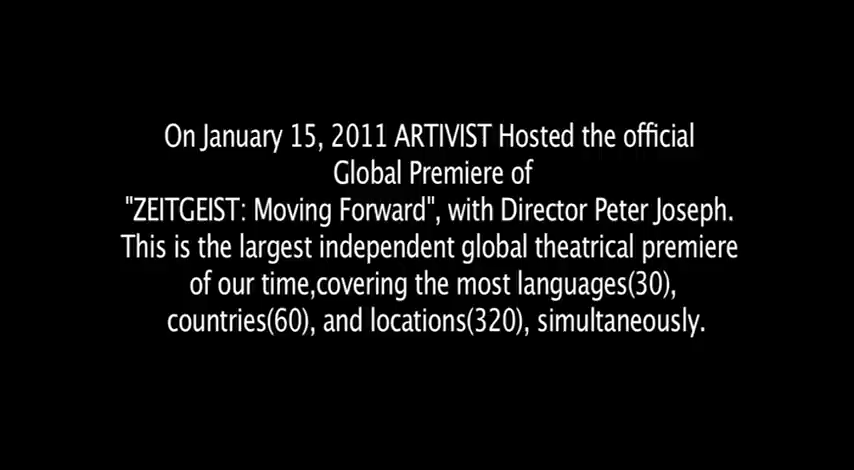 On January 15, 2011 ARTIVIST Hosted the official
Global Premiere of
"ZEITGEIST: Moving Forward", with Director Peter Joseph.
This is the largest independent global theatrical premiere
of our time,covering the most languages(30),
countries(60), and locations(320), simultaneously.